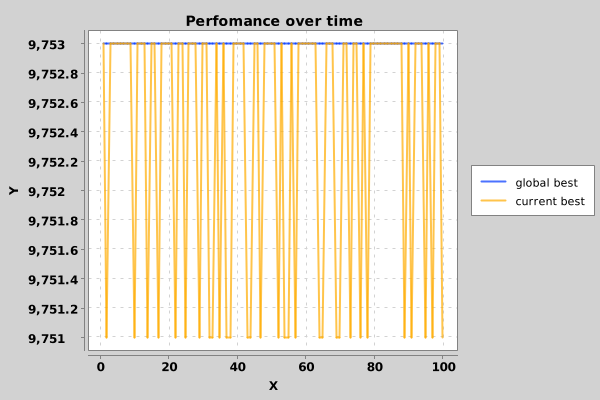 Perfomance over time
Y
9,753
9,752.8
9,752.6
9,752.4
9,752.2
9,752
9,751.8
9,751.6
9,751.4
9,751.2
9,751
0 20 40 60 80 100
X
global best
current best